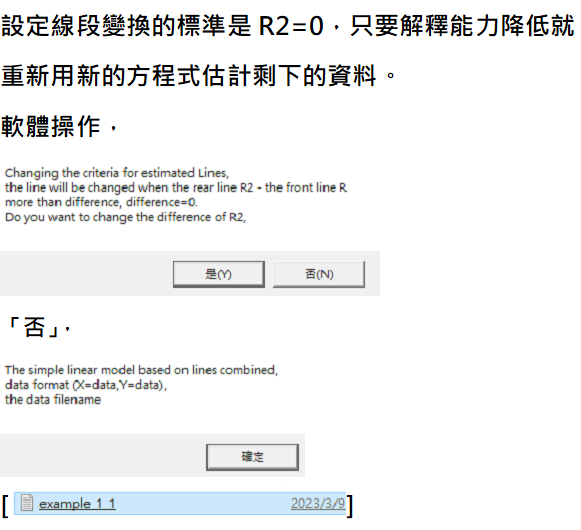 設定線段變換的標準是 R2=0，只要解釋能力降低就
重新用新的方程式估計剩下的資料。
軟體操作，
Changing the criteria for estimated Lines,
the line will be changed when the rear line R2 - the front line R
more than difference, difference=0.
Do you want to change the difference of R2,
是(Y) 否(N)
「否」，
The simple linear model based on lines combined,
data format (X=data,Y=data),
the data filename
確定
[ example 1 1 2023/3/9]